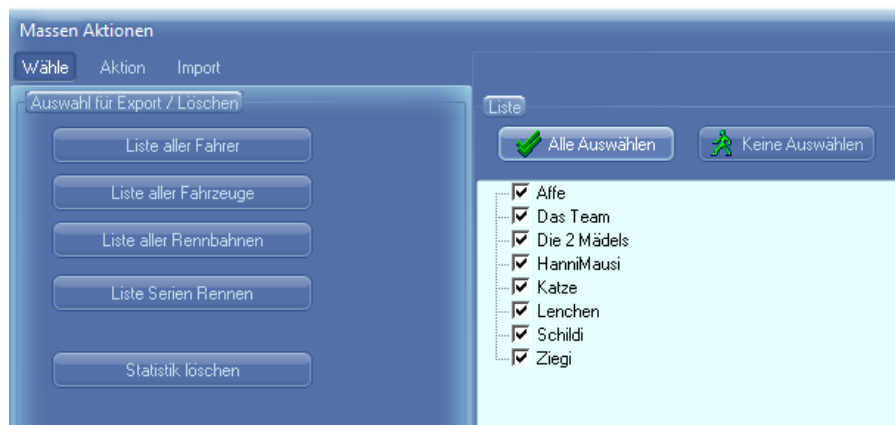 Massen Aktionen
Wähle Aktion Import
Auswahl für Export / Löschen
Liste aller Fahrer
Liste aller Fahrzeuge
Liste aller Rennbahnen
Liste Serien Rennen
Statistik löschen
Liste
Alle Auswählen Keine Auswählen
Affe
Das Team
Die 2 Mädels
HanniMausi
Katze
Lenchen
Schildi
Ziegi